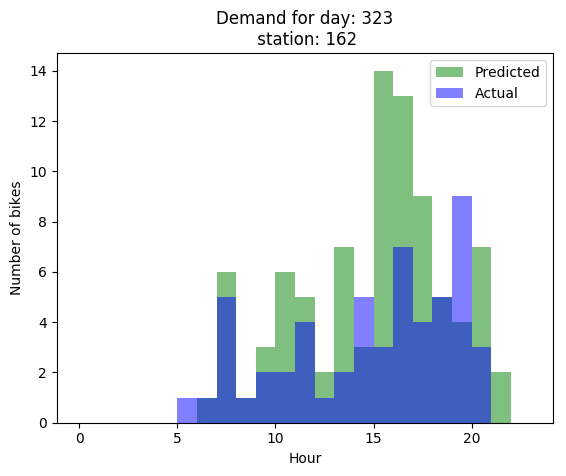 Demand for day: 323
station: 162
Predicted
Actual
14
12
10
8
6
4
2
0
Number of bikes
0 5 10 15 20
Hour